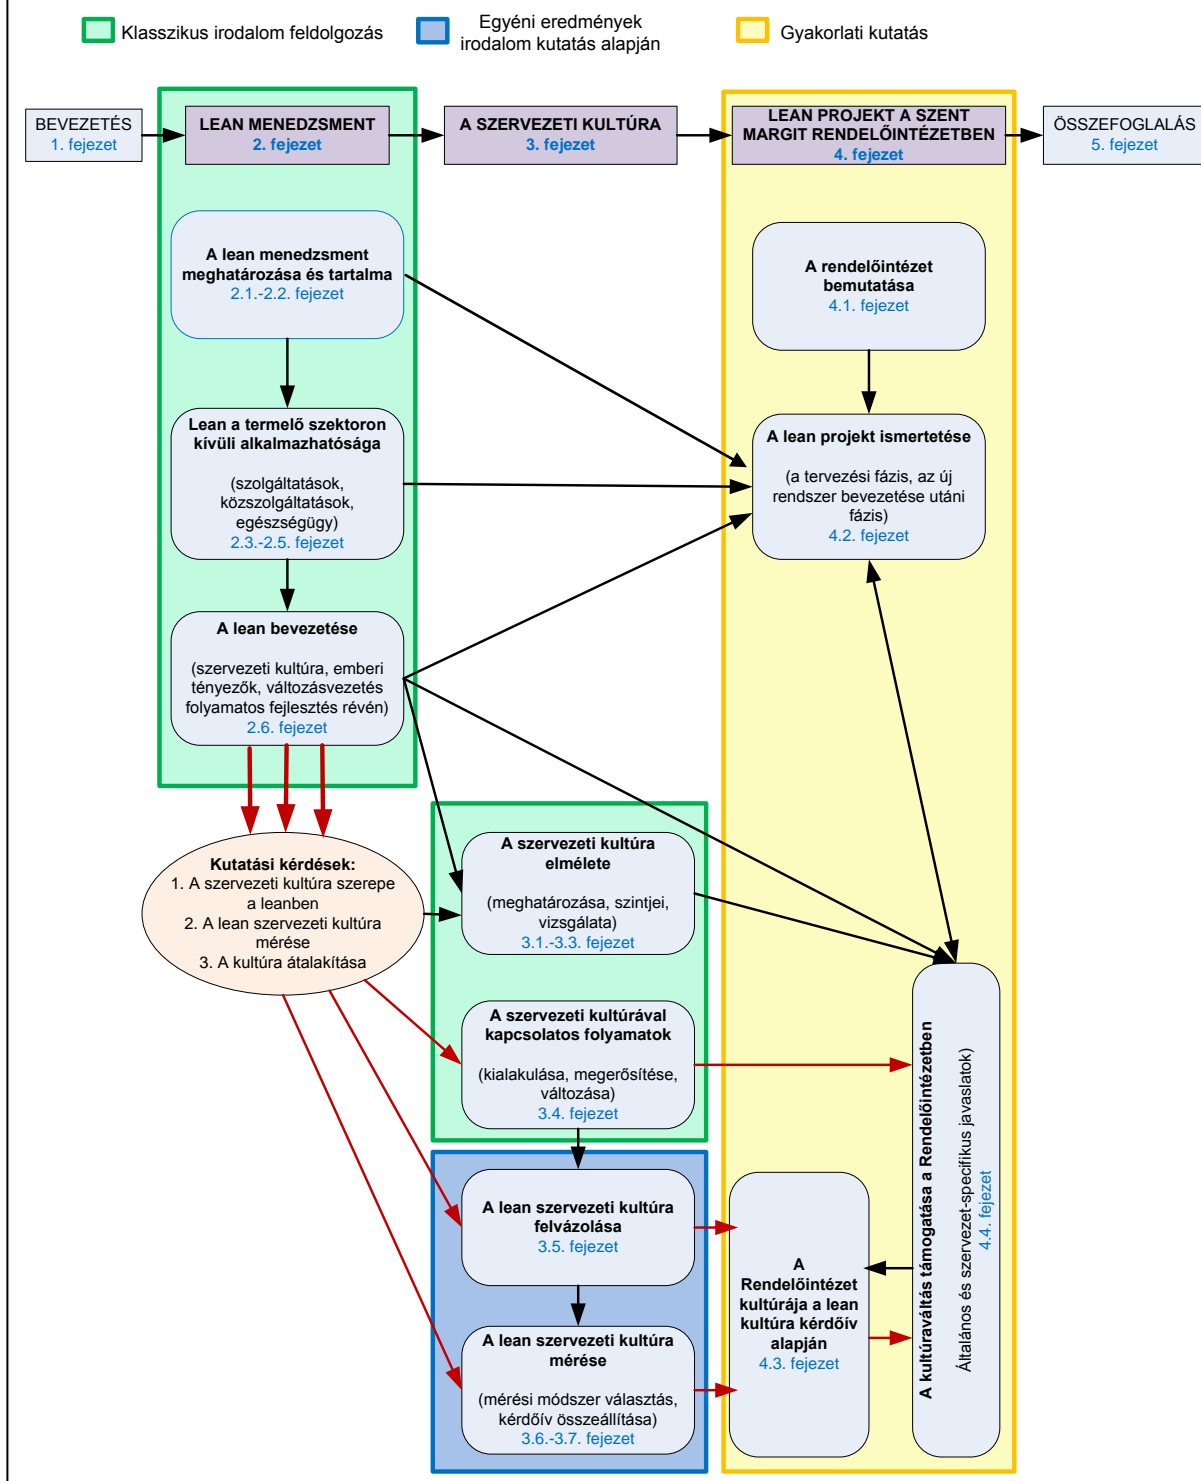 Klasszikus irodalom feldolgozás
Egyéni eredmények
irodalom kutatás alapján
Gyakorlati kutatás
BEVEZETÉS
1. fejezet
LEAN MENEDZSMENT
2. fejezet
A SZERVEZETI KULTÚRA
3. fejezet
LEAN PROJEKT A SZENT
MARGIT RENDELŐINTÉZETBEN
4. fejezet
ÖSSZEFOGLALÁS
5. fejezet
A lean menedzsment
meghatározása és tartalma
2.1.-2.2. fejezet
A rendelőintézet
bemutatása
4.1. fejezet
Lean a termelő szektoron
kívüli alkalmazhatósága
(szolgáltatások,
közszolgáltatások,
egészségügy)
2.3.-2.5. fejezet
A lean projekt ismertetése
(a tervezési fázis, az új
rendszer bevezetése utáni
fázis)
4.2. fejezet
A lean bevezetése
(szervezeti kultúra, emberi
tényezők, változásvezetés
folyamatos fejlesztés révén)
2.6. fejezet
Kutatási kérdések:
1. A szervezeti kultúra szerepe
a leanben
2. A lean szervezeti kultúra
mérése
3. A kultúra átalakítása
A szervezeti kultúra
elmélete
(meghatározása, szintjei,
vizsgálata)
3.1.-3.3. fejezet
A szervezeti kultúrával
kapcsolatos folyamatok
(kialakulása, megerősítése,
változása)
3.4. fejezet
A lean szervezeti kultúra
felvázolása
3.5. fejezet
A lean szervezeti kultúra
mérése
(mérési módszer választás,
kérdőív összeállítása)
3.6.-3.7. fejezet
A
Rendelőintézet
kultúrája a lean
kultúra kérdőív
alapján
4.3. fejezet
A kultúraváltás támogatása a Rendelőintézetben
Általános és szervezet-specifikus javaslatok)
4.4. fejezet